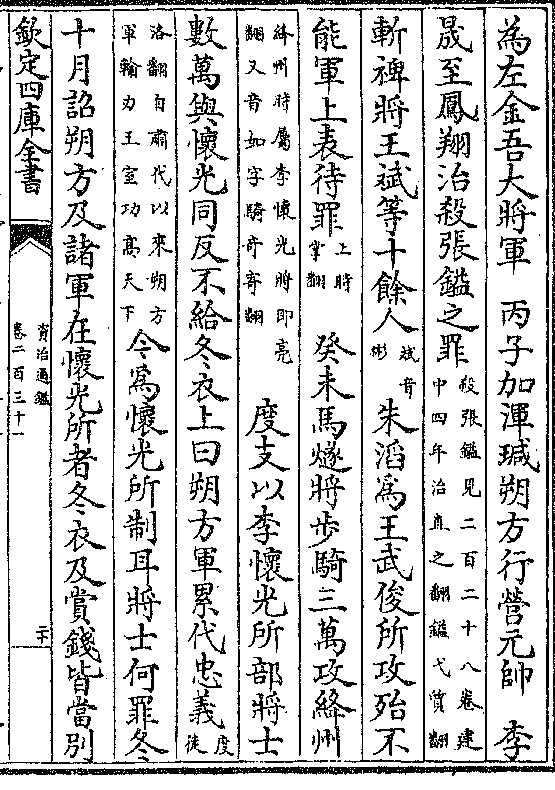 為左金吾大將軍　丙子加渾瑊朔方行營元帥　李
晟至鳳翔治殺張鎰之罪殺張鎰見二百二十八卷建中四年治直之翻鎰弋質翻
斬裨將王斌等十餘人斌音彬　朱滔為王武俊所攻殆不
能軍上表待罪上時掌翻　癸未馬燧將步騎三萬攻絳州
絳州時屬李懷光將即亮翻又音如字騎奇寄翻　度支以李懷光所部將士
數萬與懷光同反不給冬衣上曰朔方軍累代忠義度徒
洛翻自肅代以來朔方軍翰力王室功高天下今為懷光所制耳將士何罪冬
十月詔朔方及諸軍在懷光所者冬衣及賞錢皆當別
欽定四庫全書
資治通鑑
卷二百三十一
二十